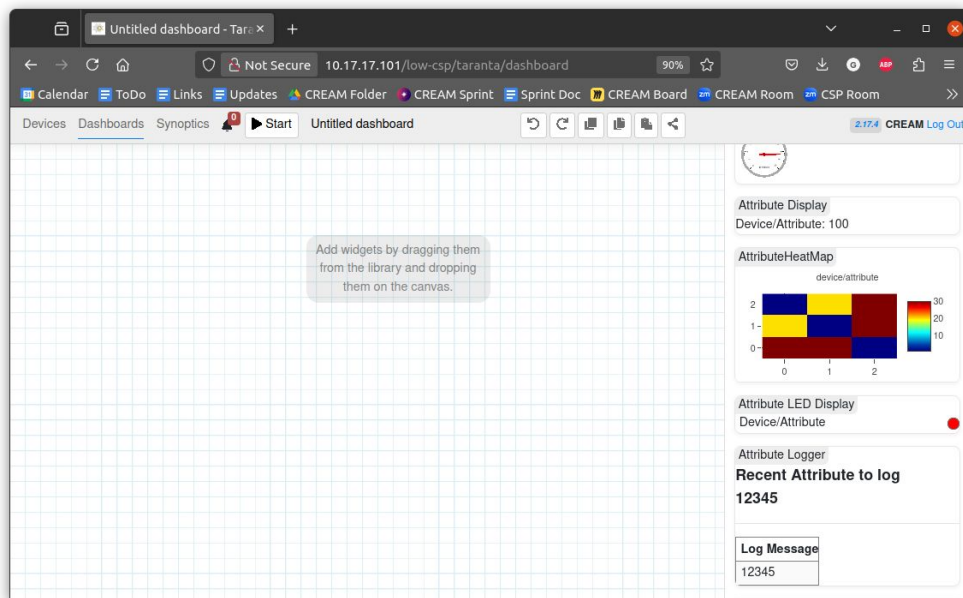 Untitled dashboard - Tara
Not Secure 10.17.17.101/low-csp/taranta/dashboard 90% G ABP
31 Calendar ToDo Links Updates CREAM Folder CREAM Sprint Sprint Doc CREAM Board zm CREAM Room zm CSP Room
Devices Dashboards Synoptics 0 Start Untitled dashboard 2.17.4 CREAM Log Out
Add widgets by dragging them
from the library and dropping
them on the canvas.
Attribute Display
Device/Attribute: 100
AttributeHeatMap
device/attribute
2
1
0
0 1 2
30
20
10
Attribute LED Display
Device/Attribute
Attribute Logger
Recent Attribute to log
12345
Log Message
12345